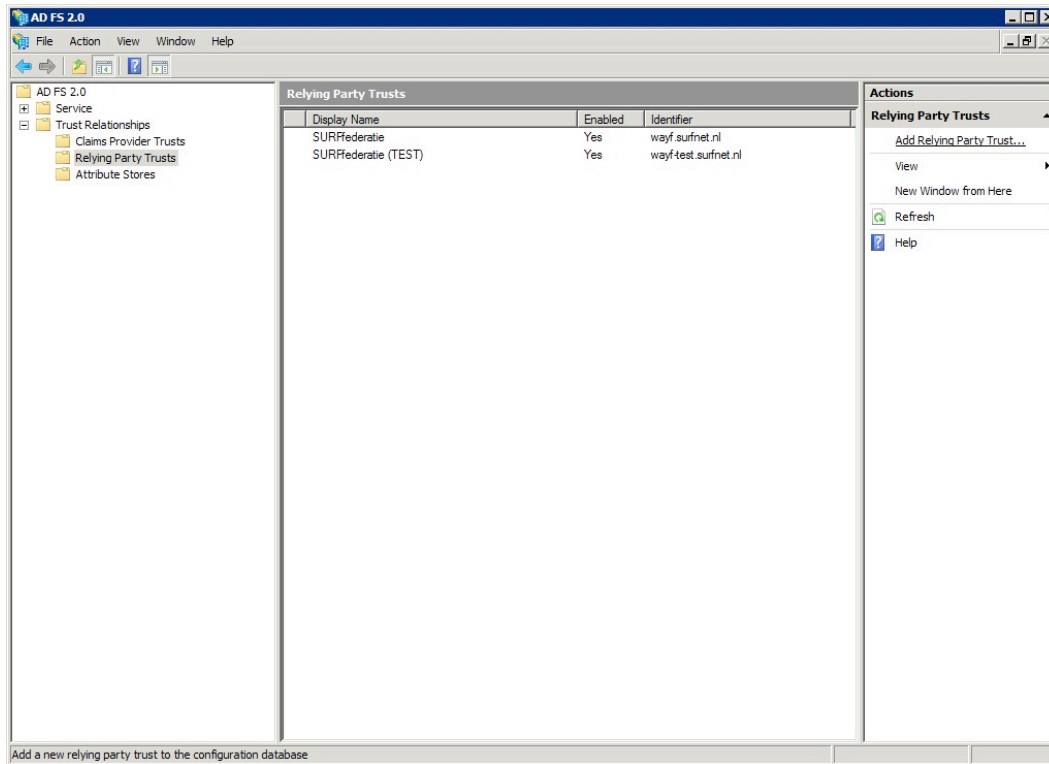 AD FS 2.0
File Action View Window Help
AD FS 2.0
Service
Trust Relationships
Claims Provider Trusts
Relying Party Trusts
Attribute Stores
Relying Party Trusts
Display Name Enabled Identifier
SURFfederatie Yes wayf.surfnet.nl
SURFfederatie (TEST) Yes wayf-test.surfnet.nl
Actions
Relying Party Trusts
Add Relying Party Trust...
View
New Window from Here
Refresh
Help
Add a new relying party trust to the configuration database